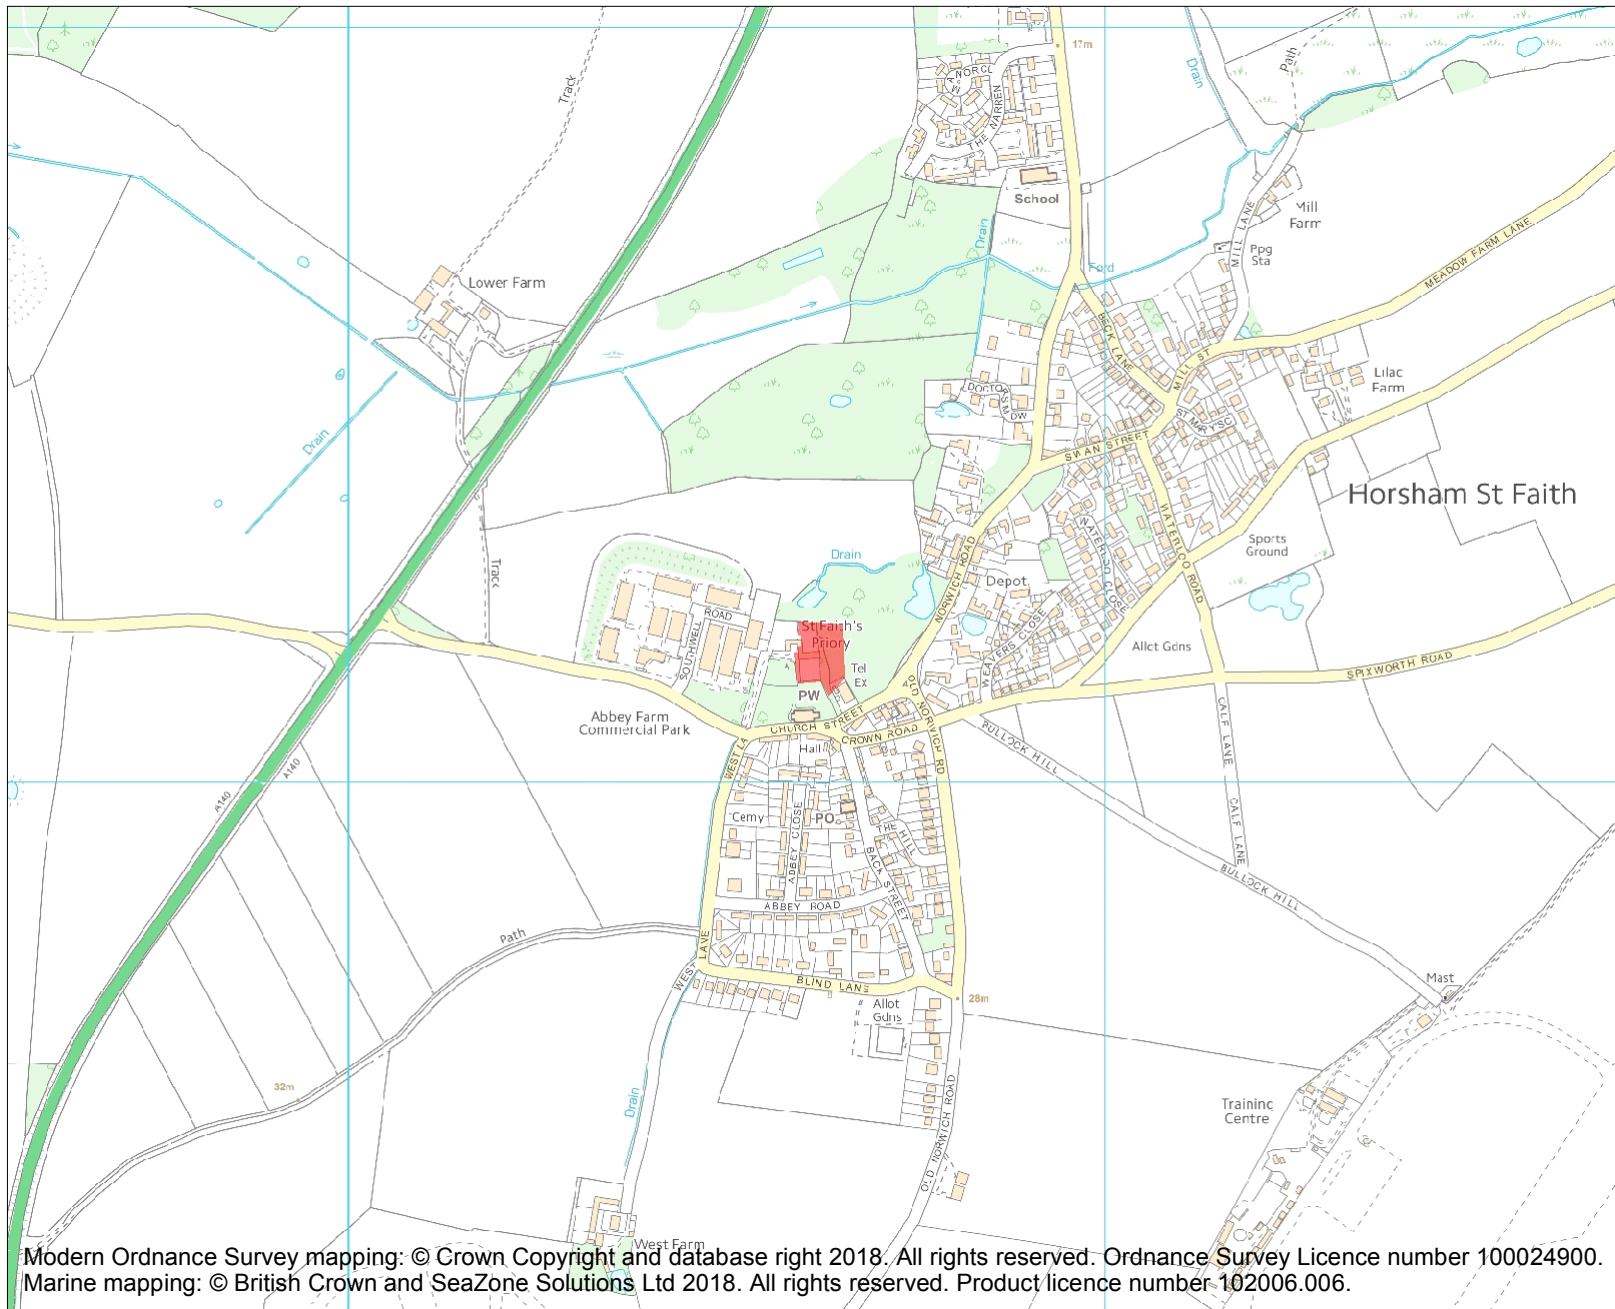 17m
Track
Path
Drain
NORCL
THE WARREN
School
Mill
Farm
MILL LANE
Ppg
Sta
MEADOW FARM LANE
Drain
Ford
Lower Farm
BECK LANE
MILL ST
Lilac
Farm
DOCTORS M DW
SWAN STREET
Drain
Horsham St Faith
WATERLOO CLOSE
WATERLOO ROAD
Sports
Ground
Track
Drain
NORWICH ROAD
Depot
ROAD
SOUTHWELL
St Faith's
Priory
WEAVERS CLOSE
Allot Gdns
Tel
Ex
SPIXWORTH ROAD
PW
Abbey Farm
Commercial Park
CHURCH STREET
CROWN ROAD
OLD NORWICH RD
BULLOCK HILL
CALF LANE
Hall
WEST LA
A140
A140
Cemy
ABBEY CLOSE
PO
THE HILL
BACK STREET
CALF LANE
BULLOCK HILL
ABBEY ROAD
Path
WEST LANE
BLIND LANE
28m
Allot
Gdns
Mast
32m
Drain
OLD NORWICH ROAD
Training
Centre
West Farm
Modern Ordnance Survey mapping: © Crown Copyright and database right 2018. All rights reserved. Ordnance Survey Licence number 100024900.
Marine mapping: © British Crown and SeaZone Solutions Ltd 2018. All rights reserved. Product licence number 102006.006.